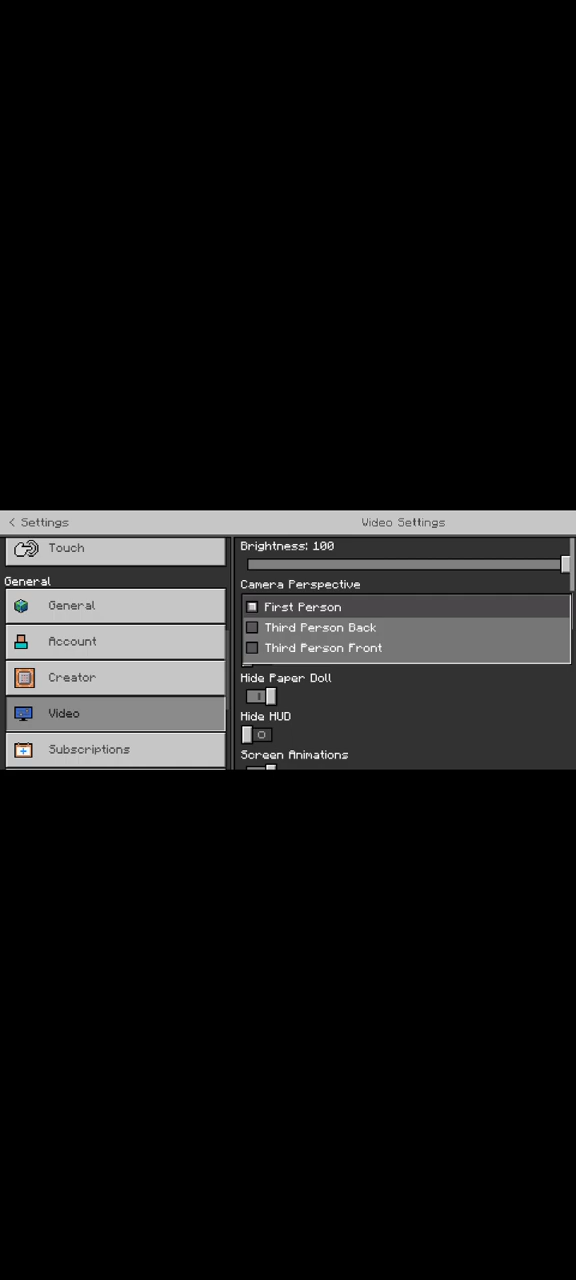 < Settings
Video Settings
Touch
General
General
Account
Creator
Video
Subscriptions
Brightness: 100
Camera Perspective
First Person
Third Person Back
Third Person Front
Hide Paper Doll
Hide HUD
Screen Animations